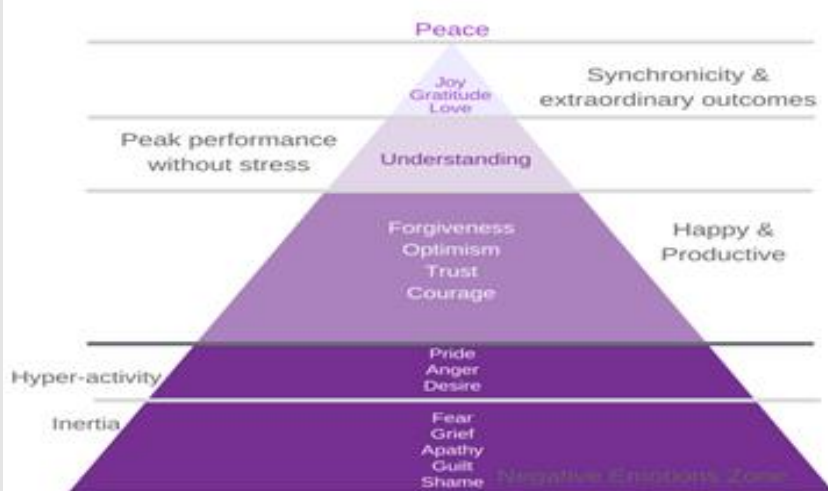 Peace
Joy
Gratitude
Love
Synchronicity &
extraordinary outcomes
Peak performance
without stress
Understanding
Forgiveness
Optimism
Trust
Courage
Happy &
Productive
Pride
Anger
Desire
Hyper-activity
Inertia
Fear
Grief
Apathy
Guilt
Shame
Negative Emotions Zone